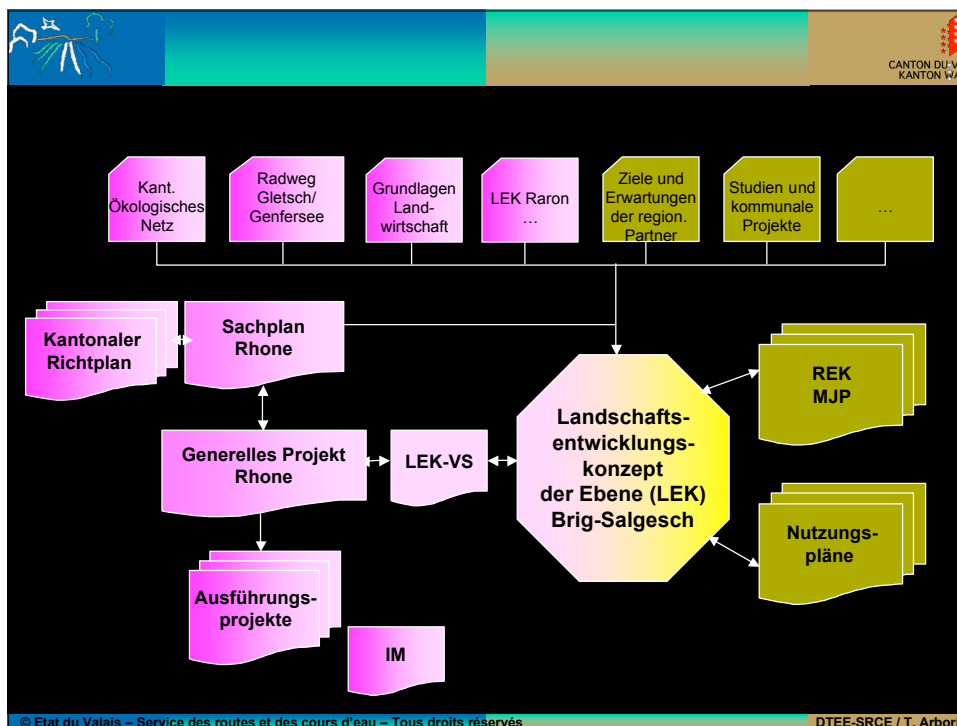 CANTON DU V
KANTON WA
Kant.
Ökologisches
Netz
Radweg
Gletsch/
Genfersee
Grundlagen
Land-
wirtschaft
LEK Raron
…
Ziele und
Erwartungen
der region.
Partner
Studien und
kommunale
Projekte
…
Kantonaler
Richtplan
Sachplan
Rhone
Generelles Projekt
Rhone
LEK-VS
Landschafts-
entwicklungs-
konzept
der Ebene (LEK)
Brig-Salgesch
REK
MJP
Nutzungs-
pläne
Ausführungs-
projekte
IM
© Etat du Valais – Service des routes et des cours d'eau – Tous droits réservés
DTEE-SRCE / T. Arbor